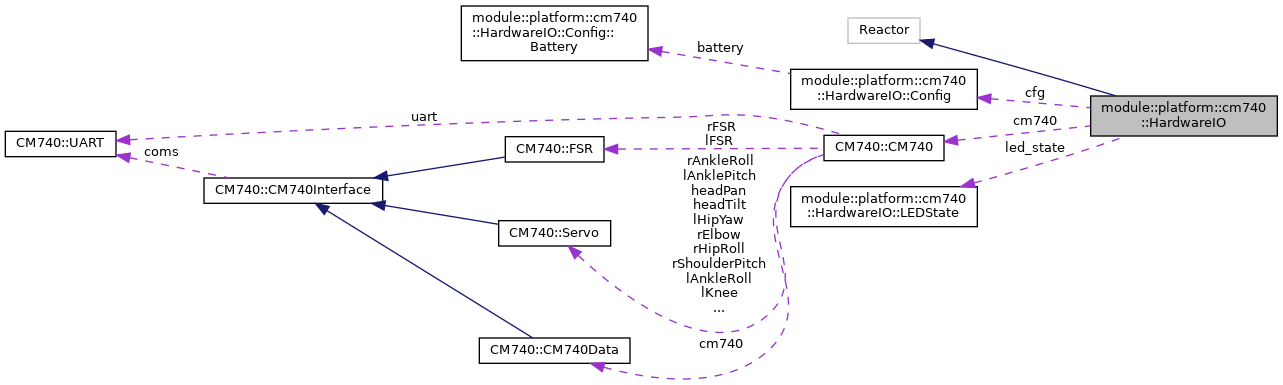 module::platform::cm740
::HardwareIO::Config::
Battery
Reactor
battery
module::platform::cm740
::HardwareIO::Config
cfg
module::platform::cm740
::HardwareIO
uart
cm740
CM740::UART
coms
rFSR
lFSR
CM740::FSR
CM740::CM740
led_state
CM740::CM740Interface
rAnkleRoll
lAnklePitch
headPan
headTilt
lHipYaw
rElbow
rHipRoll
rShoulderPitch
lAnkleRoll
lKnee
...
module::platform::cm740
::HardwareIO::LEDState
CM740::Servo
cm740
CM740::CM740Data